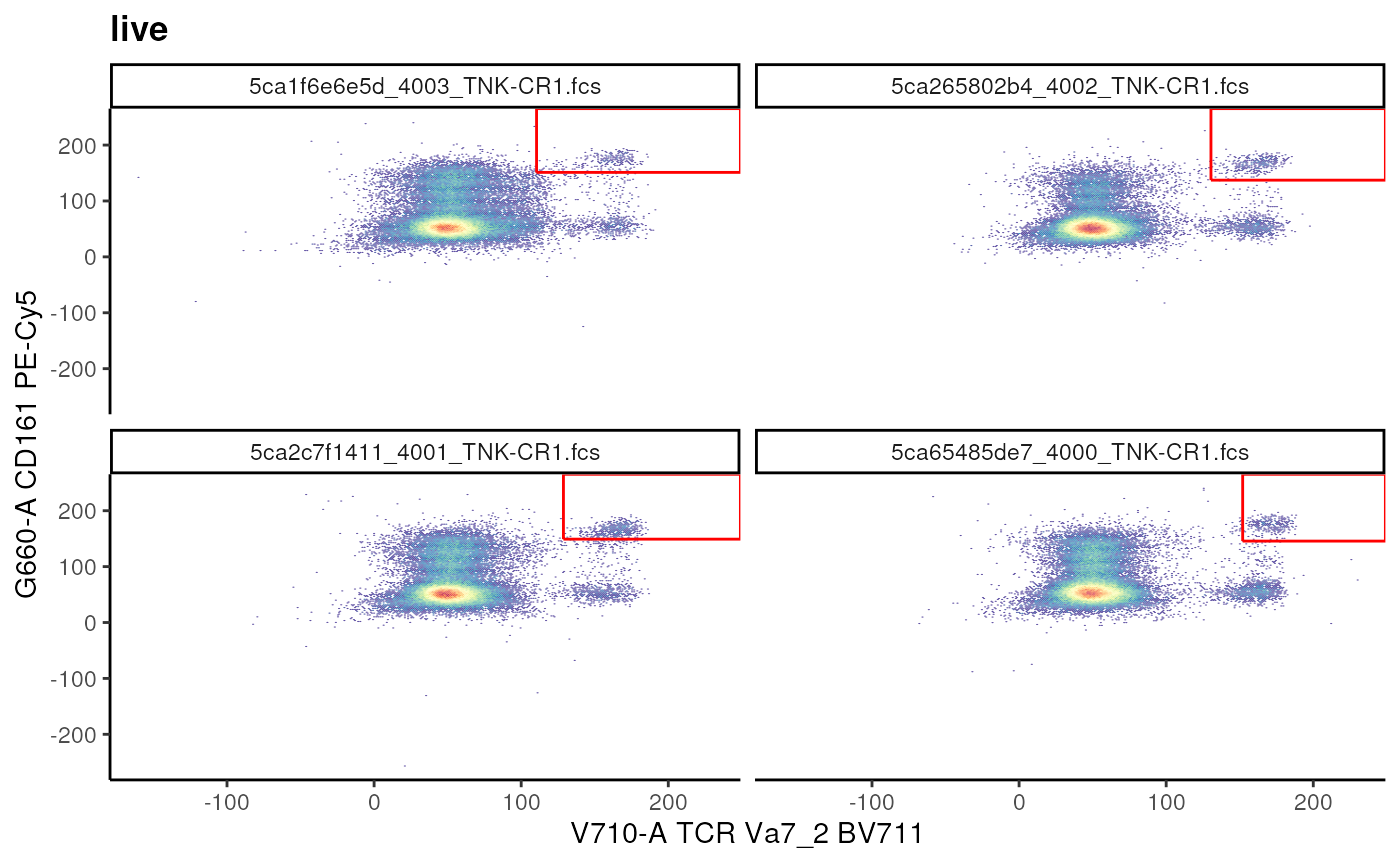 live
5ca1f6e6e5d_4003_TNK-CR1.fcs
5ca265802b4_4002_TNK-CR1.fcs
200
100
0
-100
-200
5ca2c7f1411_4001_TNK-CR1.fcs
5ca65485de7_4000_TNK-CR1.fcs
200
100
0
-100
-200
G660-A CD161 PE-Cy5
-100 0 100 200
-100 0 100 200
V710-A TCR Va7_2 BV711